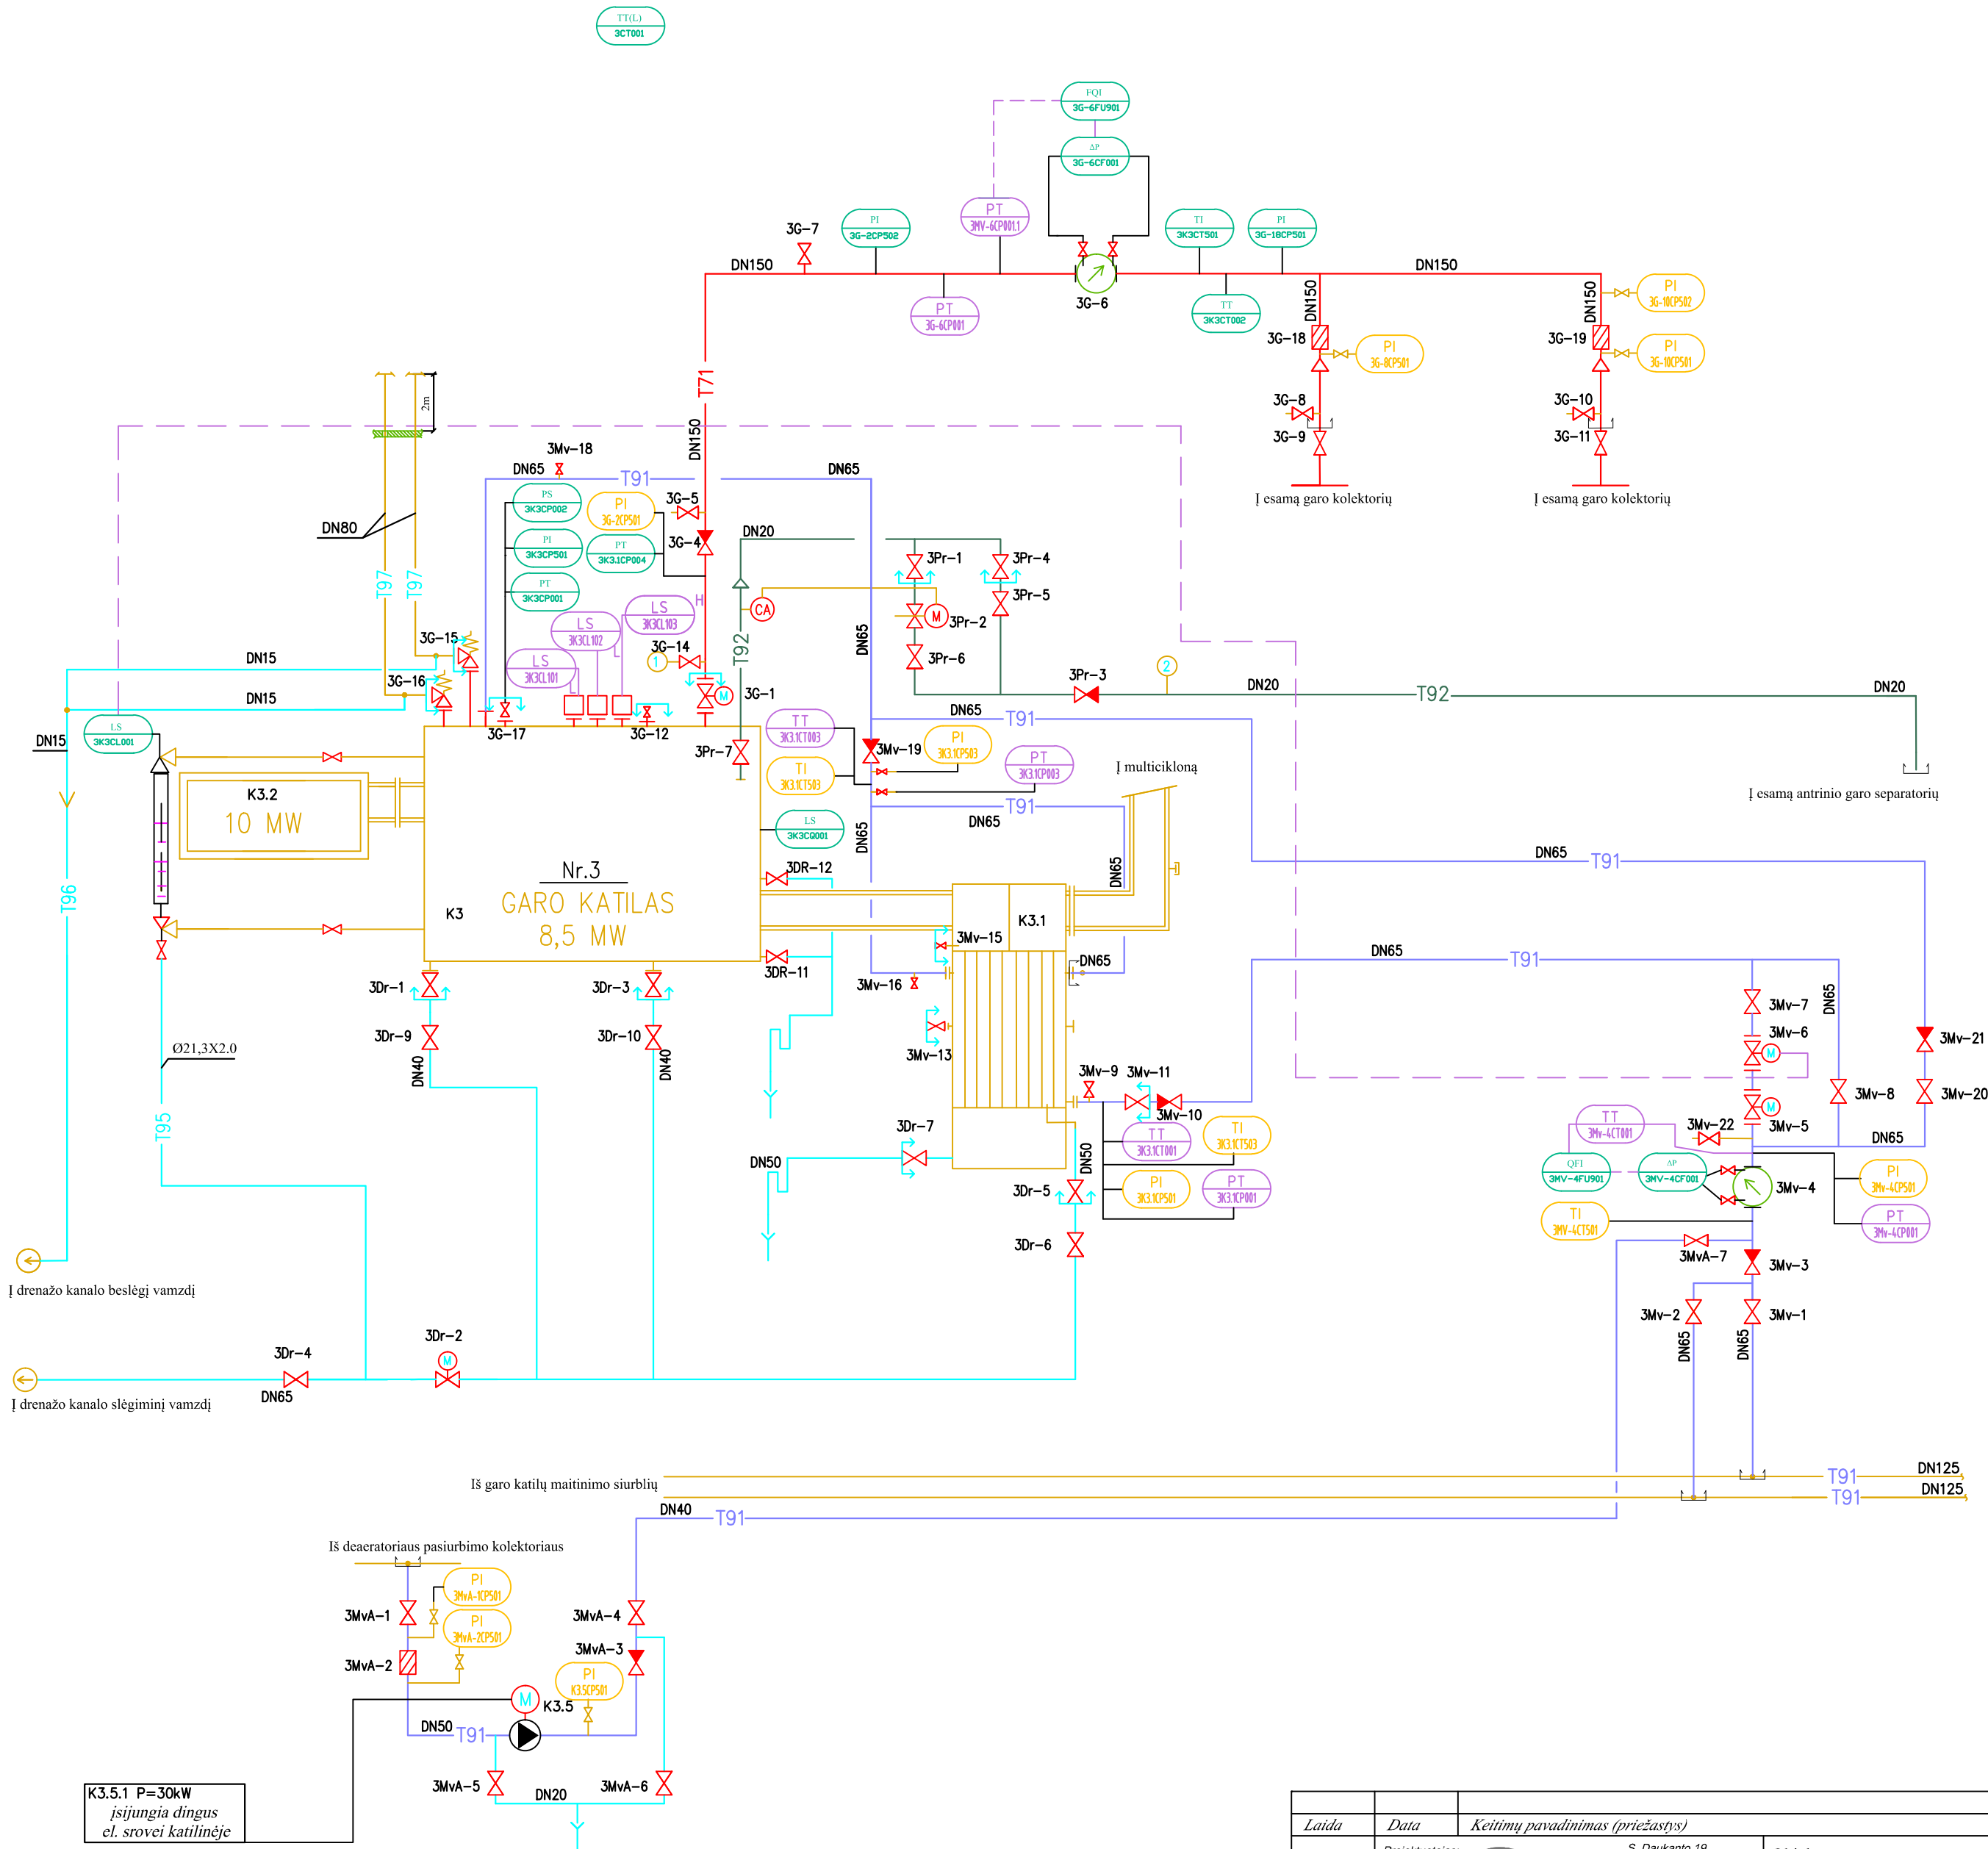 TT(L)
3CT001
FQI
3G-6FU901
ΔP
3G-6CF001
PT
3MV-6CP001.1
PI
3G-2CP502
TI
3K3CT501
PI
3G-18CP501
3G-7
DN150
3G-6
DN150
PT
3G-6CP001
TT
3K3CT002
DN150
DN150
PI
3G-10CP502
3G-18
3G-19
PI
3G-8CP501
PI
3G-10CP501
T71
2m
3G-8
3G-10
3G-9
3G-11
DN150
3Mv-18
DN65
T91
DN65
Į esamą garo kolektorių
Į esamą garo kolektorių
PS
3K3CP002
PI
3G-2CP501
3G-5
DN80
DN20
PI
3K3CP501
PT
3K3.1CP004
3G-4
3Pr-1
3Pr-4
T97
T97
PT
3K3CP001
3Pr-5
LS
3K3CL103
H
CA
M
3Pr-2
LS
3K3CL102
3G-15
DN65
T92
3G-14
1
LS
3K3CL101
3Pr-6
2
DN15
3G-16
3Pr-3
DN15
M
3G-1
DN20
T92
DN20
DN65
T91
LS
3K3CL001
DN15
3G-17
3G-12
3Pr-7
TT
3K3.1CT003
3Mv-19
PI
3K3.1CP503
TI
3K3.1CT503
PT
3K3.1CP003
Į multicikloną
K3.2
10 MW
Į esamą antrinio garo separatorių
T91
DN65
LS
3K3CQ001
DN65
DN65
DN65
T91
Nr.3
GARO KATILAS
8,5 MW
K3
3DR-12
T96
K3.1
3Mv-15
DN65
DN65
T91
3DR-11
3Mv-16
3Dr-1
3Dr-3
3Mv-7
DN65
3Mv-6
M
3Mv-21
3Dr-9
3Dr-10
3Mv-13
Ø21,3X2.0
DN40
DN40
3Mv-9
3Mv-11
3Mv-10
3Mv-8
3Mv-20
M
3Mv-5
T95
3Dr-7
TT
3K3.1CT001
TI
3K3.1CT503
TT
3Mv-4CT001
3Mv-22
DN65
DN50
DN50
QFI
3MV-4FU901
ΔP
3MV-4CF001
PI
3Mv-4CP501
3Dr-5
PI
3K3.1CP501
PT
3K3.1CP001
3Mv-4
TI
3MV-4CT501
PT
3Mv-4CP001
3Dr-6
3MvA-7
3Mv-3
Į drenažo kanalo beslėgį vamzdį
3Mv-2
3Mv-1
3Dr-4
3Dr-2
M
DN65
DN65
DN65
Į drenažo kanalo slėgiminį vamzdį
Iš garo katilų maitinimo siurblių
T91
DN125
T91
DN125
DN40
T91
Iš deaeratoriaus pasiurbimo kolektoriaus
PI
3MvA-1CP501
3MvA-1
3MvA-4
PI
3MvA-2CP501
3MvA-3
3MvA-2
PI
K3.5CP501
M
K3.5
DN50
T91
3MvA-5
3MvA-6
DN20
K3.5.1 P=30kW
įsijungia dingus
el. srovei katilinėje
Laida
Data
Keitimų pavadinimas (priežastys)
S. Daukanto 19